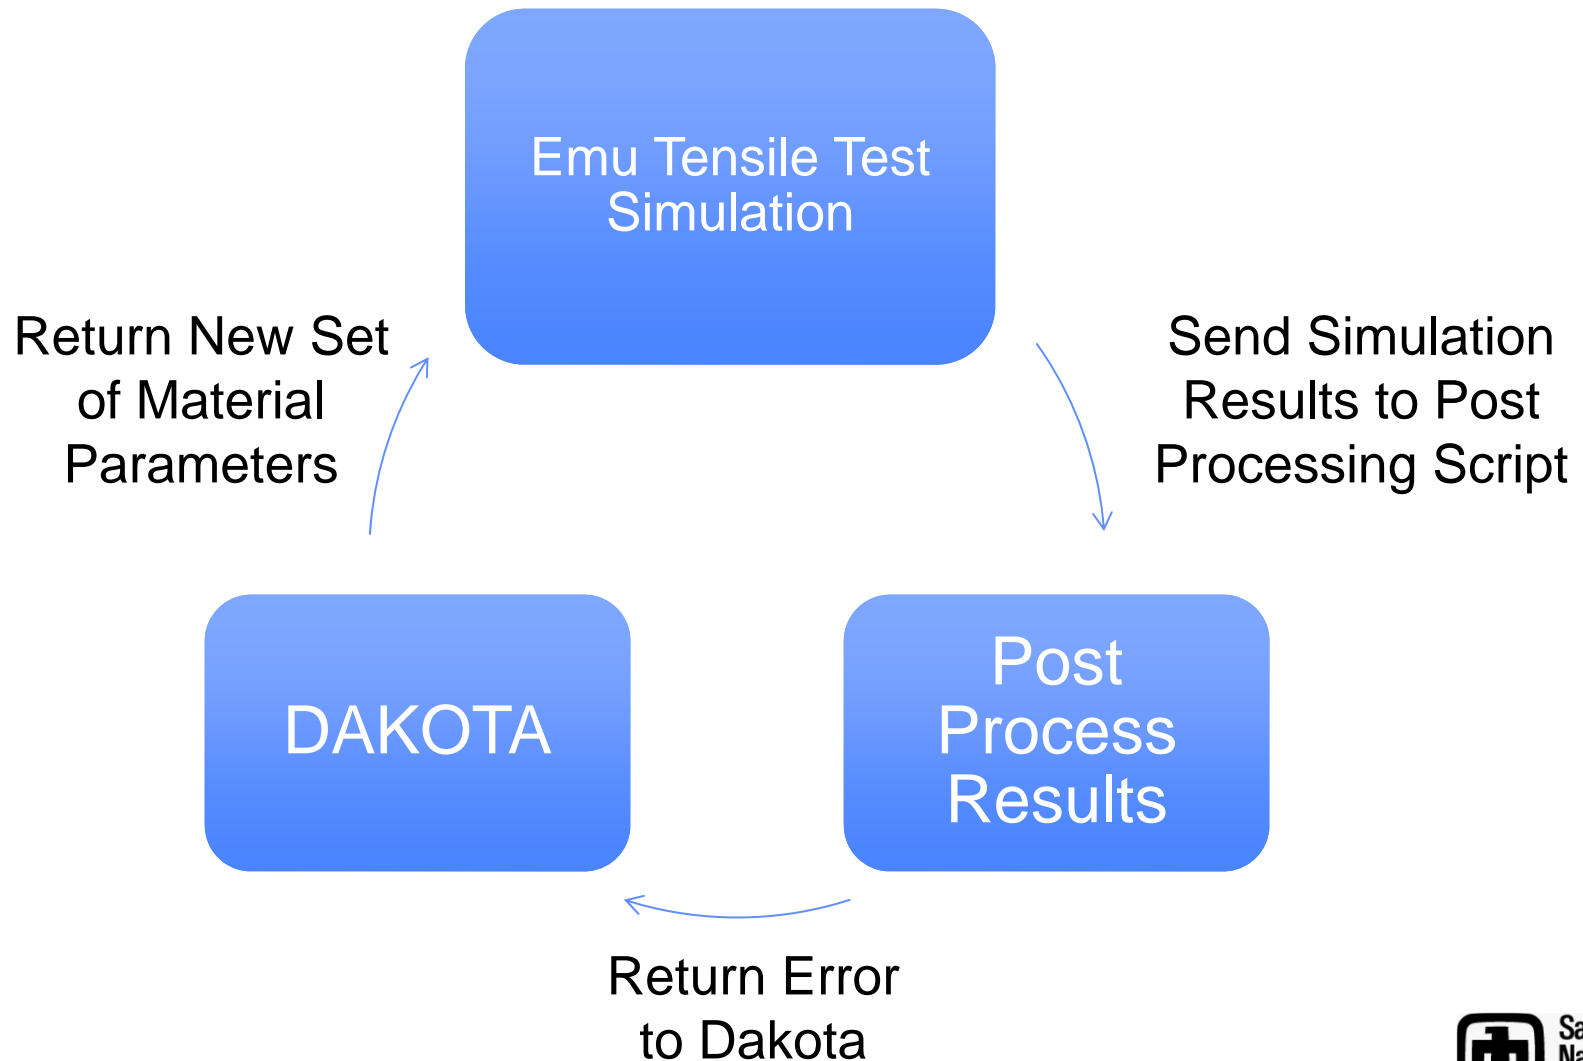 Emu Tensile Test
Simulation
Return New Set
of Material
Parameters
Send Simulation
Results to Post
Processing Script
DAKOTA
Post
Process
Results
Return Error
to Dakota